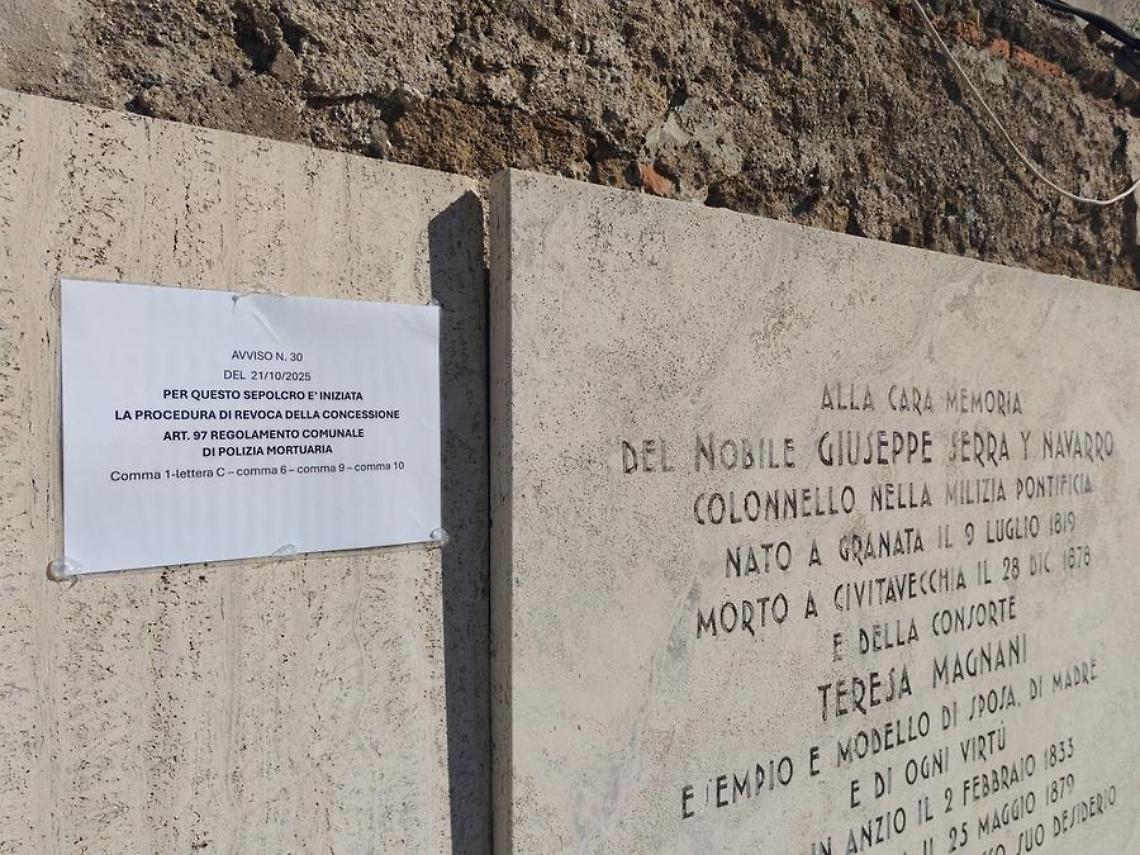 AVVISO N. 30
DEL 21/10/2025
PER QUESTO SEPOLCRO E' INIZIATA
LA PROCEDURA DI REVOCA DELLA CONCESSIONE
ART. 97 REGOLAMENTO COMUNALE
DI POLIZIA MORTUARIA
Comma 1-lettera C – comma 6 – comma 9 – comma 10
ALLA CARA MEMORIA
DEL NOBILE GIUSEPPE SERRA Y NAVARRO
COLONNELLO NELLA MILIZIA PONTIFICIA
NATO A GRANATA IL 9 LUGLIO 1819
MORTO A CIVITAVECCHIA IL 28 DIC. 1878
E DELLA CONSORTE
TERESA MAGNANI
ESEMPIO E MODELLO DI SPOSA, DI MADRE
E DI OGNI VIRTÙ
IN ANZIO IL 2 FEBBRAIO 1833
IL 25 MAGGIO 1879
SUO DESIDERIO